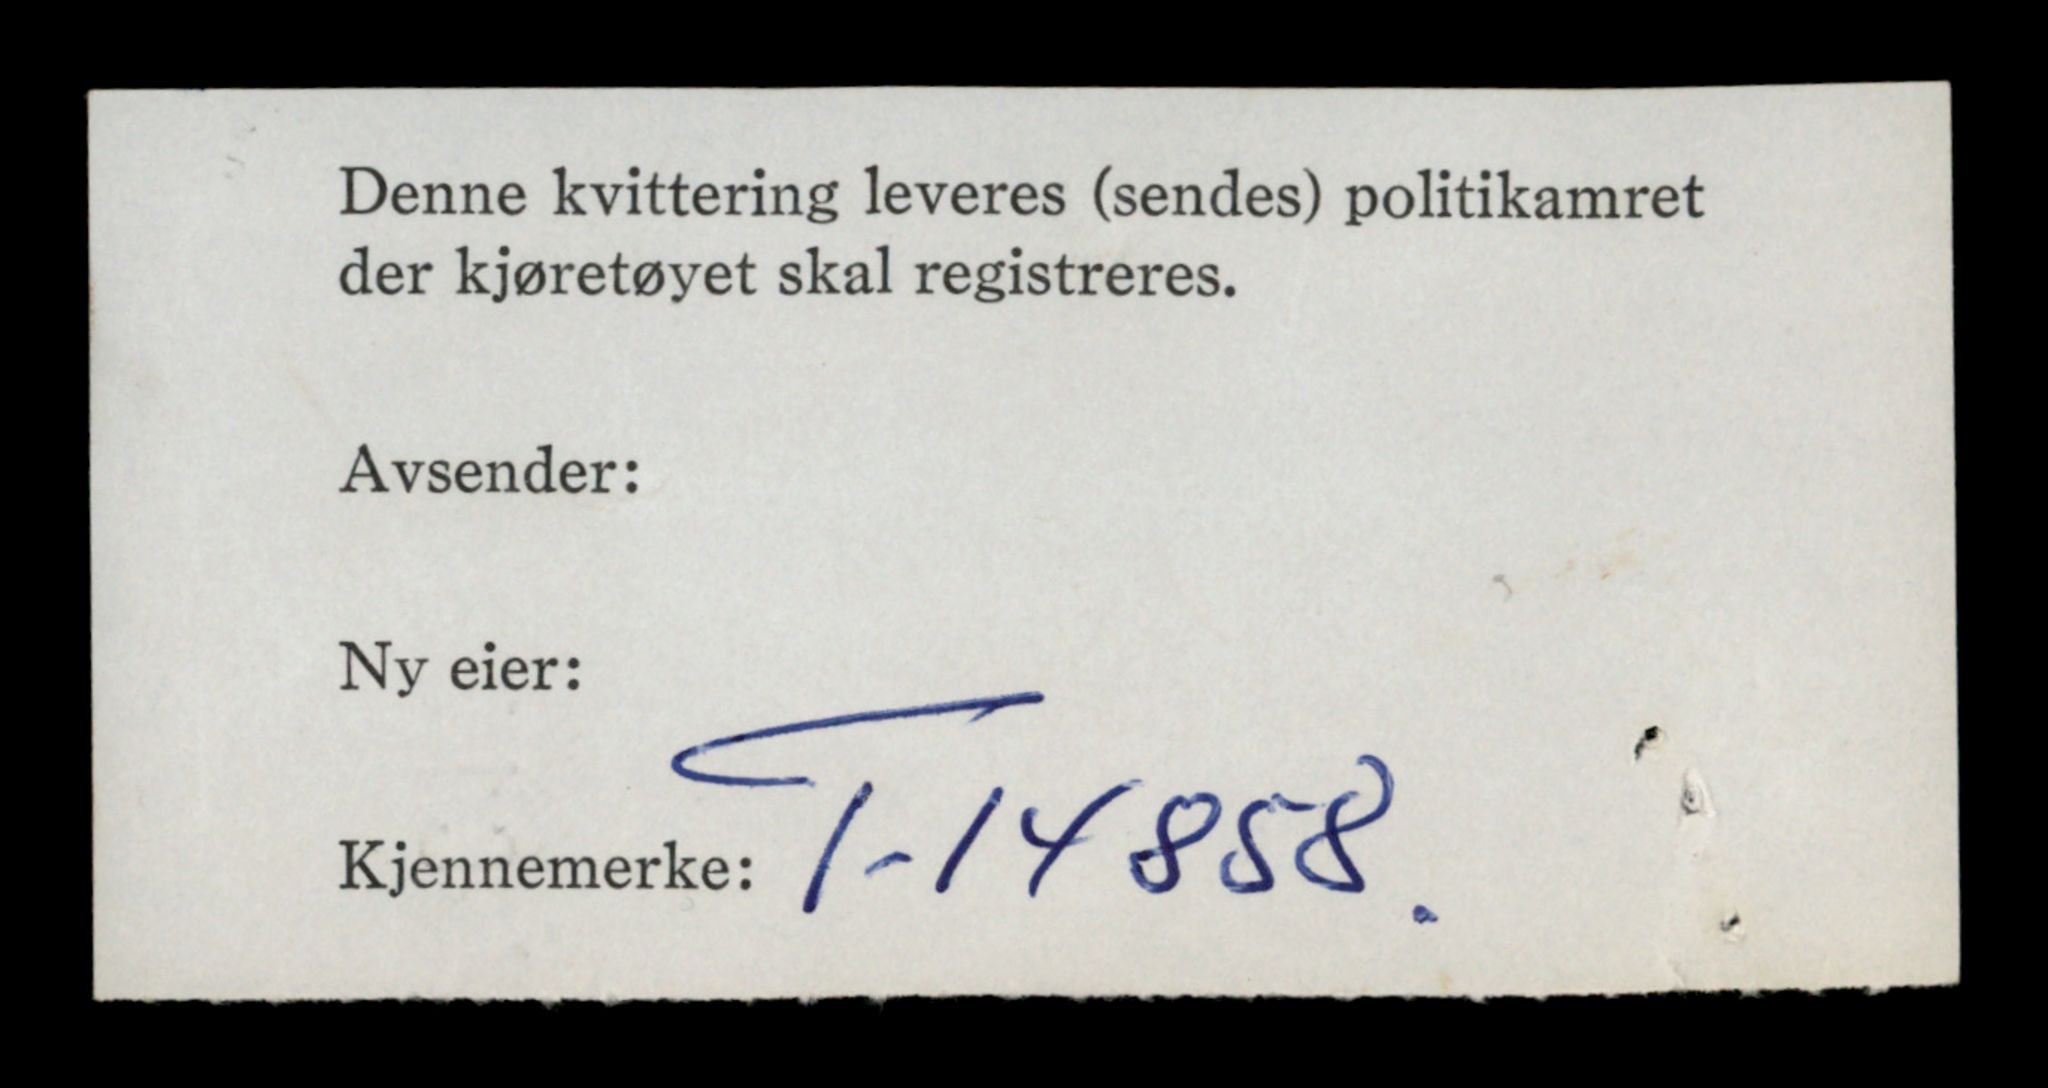 Denne kvittering leveres (sendes) politikamret
der kjøretøyet skal registreres.
Avsender:
Ny eier:
Kjennemerke: T-14858.